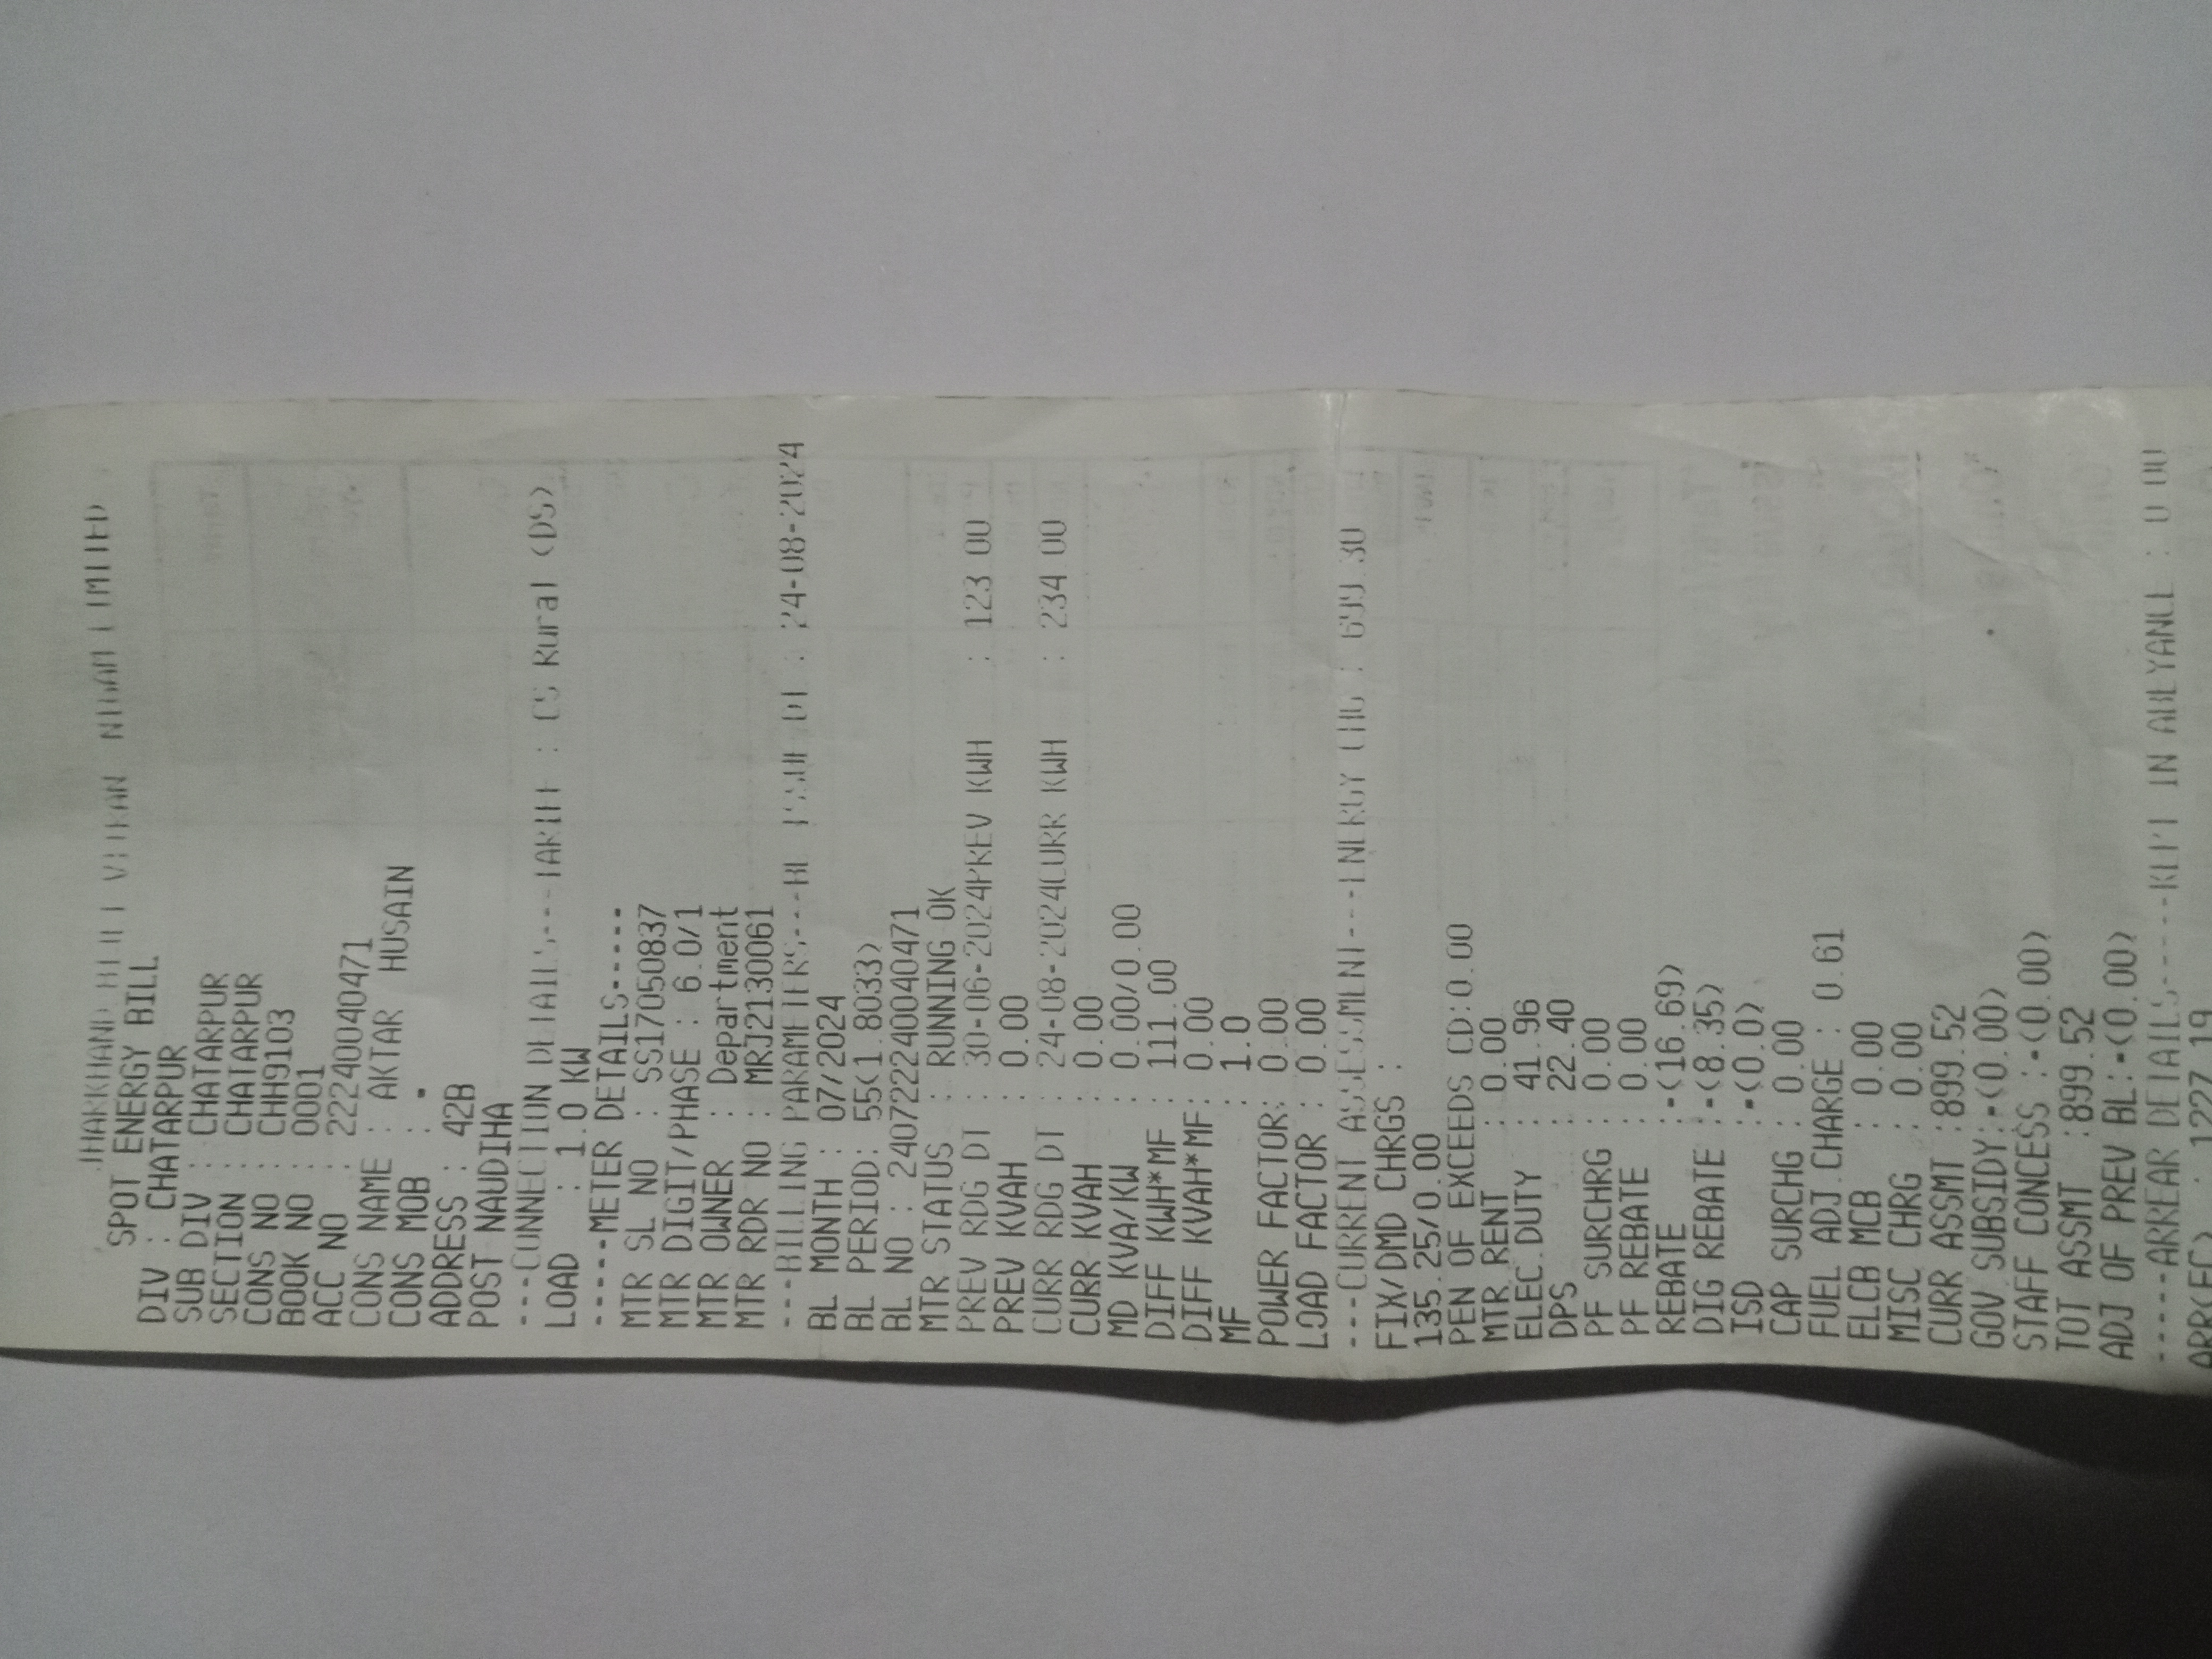 JHARKHAND BIJLI VITRAN NIGAM LIMITED
SPOT ENERGY BILL
DIV : CHATARPUR
SUB DIV : CHATARPUR
SECTION : CHATARPUR
CONS NO : CHH9103
BOOK NO : 0001
ACC NO : 22240040471
CONS NAME : AKTAR HUSAIN
CONS MOB : -
ADDRESS : 42B
POST NAUDIHA
---CONNECTION DETAILS---TARIFF : CS Rural (DS)
LOAD : 1.0 KW
-----METER DETAILS-----
MTR SL NO : SS17050837
MTR DIGIT/PHASE : 6.0/1
MTR OWNER : Department
MTR RDR NO : MRJ2130061
---BILLING PARAMETERS---BL ISSUE DT : 24-08-2024
BL MONTH : 07/2024
BL PERIOD: 55(1.8033)
BL NO : 240722240040471
MTR STATUS : RUNNING OK
PREV RDG DT : 30-06-2024PREV KWH : 123.00
PREV KVAH : 0.00
CURR RDG DT : 24-08-2024CURR KWH : 234.00
CURR KVAH : 0.00
MD KVA/KW : 0.00/0.00
DIFF KWH*MF : 111.00
DIFF KVAH*MF: 0.00
MF : 1.0
POWER FACTOR: 0.00
LOAD FACTOR : 0.00
---CURRENT ASSESSMENT---ENERGY CHG : 699.30
FIX/DMD CHRGS :
135.25/0.00
PEN OF EXCEEDS CD:0.00
MTR RENT : 0.00
ELEC.DUTY : 41.96
DPS : 22.40
PF SURCHRG : 0.00
PF REBATE : 0.00
REBATE :-(16.69)
DIG REBATE :-(8.35)
ISD :-(0.0)
CAP SURCHG : 0.00
FUEL ADJ.CHARGE : 0.61
ELCB MCB : 0.00
MISC CHRG : 0.00
CURR ASSMT :899.52
GOV SUBSIDY:-(0.00)
STAFF CONCESS :-(0.00)
TOT ASSMT :899.52
ADJ OF PREV BL:-(0.00)
-----ARREAR DETAILS----KEPT IN ABEYANCE : 0.00
ARR(EC) : 1227.19